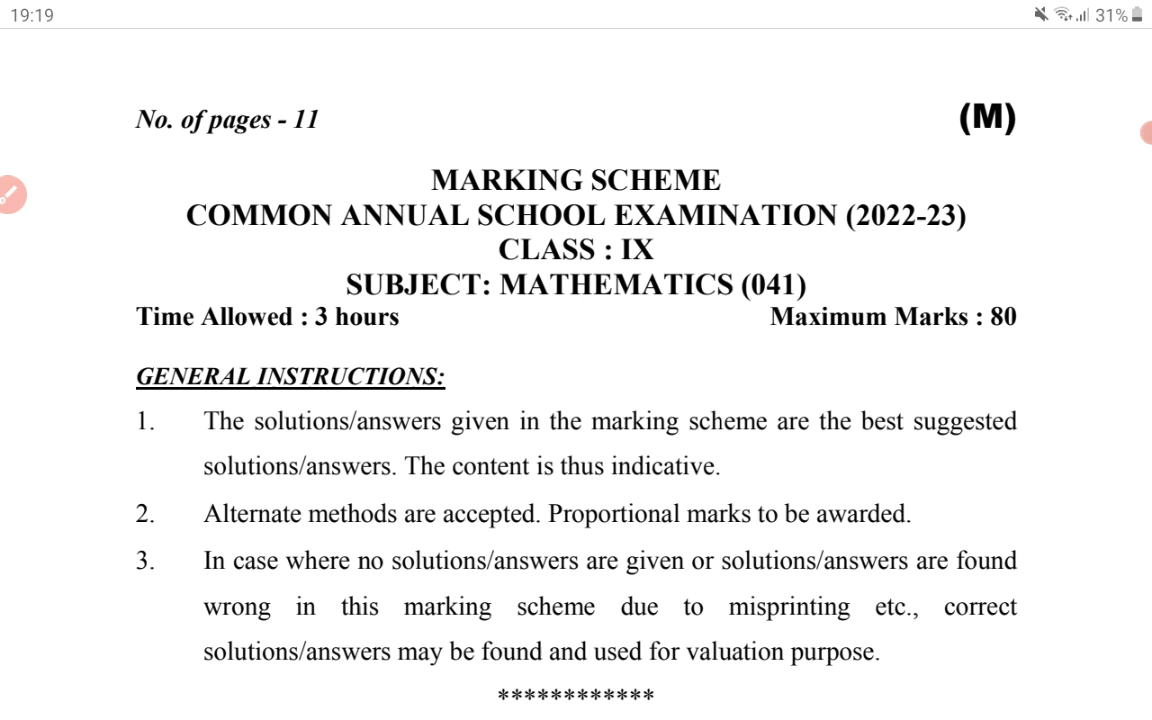 19:19
31%
No. of pages - 11
(M)
MARKING SCHEME
COMMON ANNUAL SCHOOL EXAMINATION (2022-23)
CLASS : IX
SUBJECT: MATHEMATICS (041)
Time Allowed : 3 hours
Maximum Marks : 80
GENERAL INSTRUCTIONS:
1. The solutions/answers given in the marking scheme are the best suggested
solutions/answers. The content is thus indicative.
2. Alternate methods are accepted. Proportional marks to be awarded.
3. In case where no solutions/answers are given or solutions/answers are found
wrong in this marking scheme due to misprinting etc., correct
solutions/answers may be found and used for valuation purpose.
************